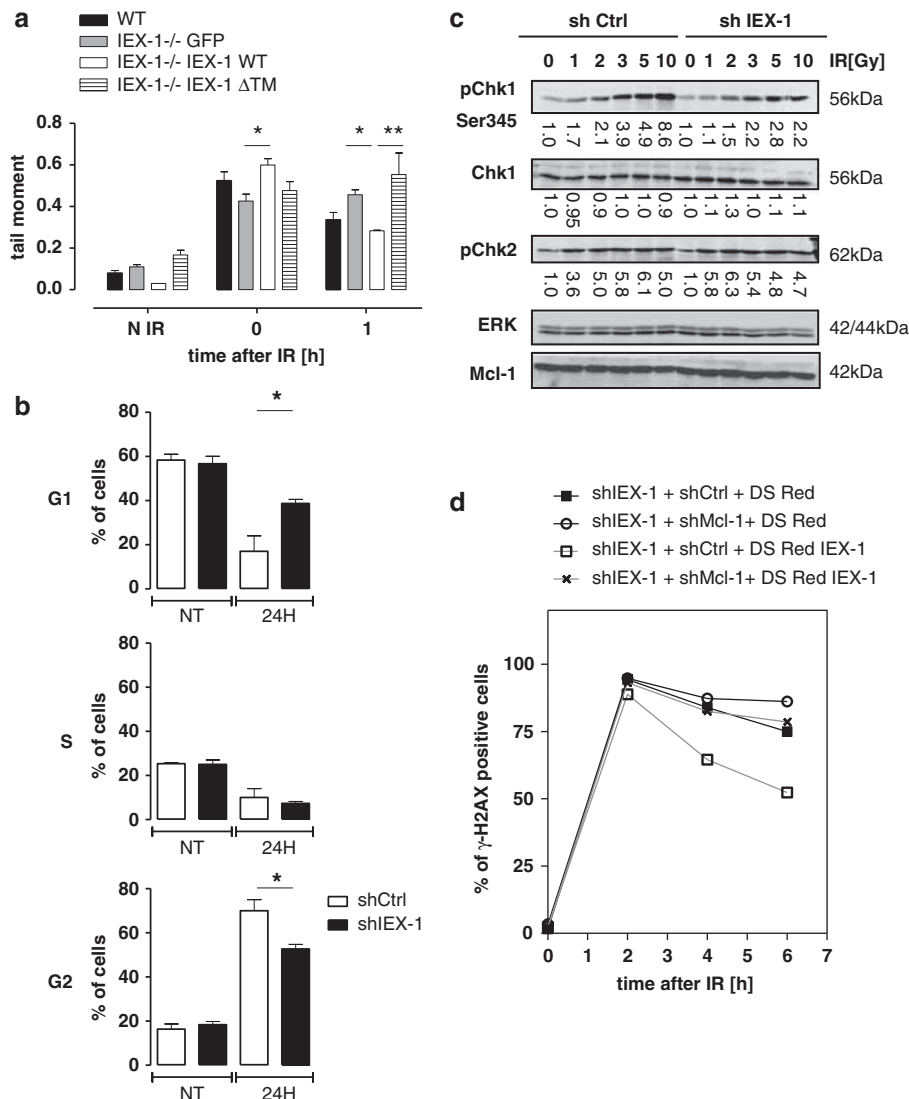 a
WT
IEX-1-/- GFP
IEX-1-/- IEX-1 WT
IEX-1-/- IEX-1 ΔTM
tail moment
0.8
0.6
0.4
0.2
0.0
*
*
**
N IR
0
1
time after IR [h]
b
G1
% of cells
80
60
40
20
0
*
NT
24H
S
% of cells
80
60
40
20
0
NT
24H
G2
% of cells
80
60
40
20
0
*
shCtrl
shIEX-1
NT
24H
c
sh Ctrl
sh IEX-1
0 1 2 3 5 10 0 1 2 3 5 10 IR[Gy]
pChk1
Ser345
56kDa
1.0 1.7 2.1 3.9 4.9 8.6 1.0 1.1 1.5 2.2 2.8 2.2
Chk1
56kDa
1.0 0.95 0.9 1.0 1.0 0.9 1.0 1.1 1.3 1.0 1.1 1.1
pChk2
62kDa
1.0 3.6 5.0 5.8 6.1 5.0 1.0 5.8 6.3 5.4 4.8 4.7
ERK
42/44kDa
Mcl-1
42kDa
d
shIEX-1 + shCtrl + DS Red
shIEX-1 + shMcl-1+ DS Red
shIEX-1 + shCtrl + DS Red IEX-1
shIEX-1 + shMcl-1+ DS Red IEX-1
% of γ-H2AX positive cells
100
75
50
25
0
0 1 2 3 4 5 6 7
time after IR [h]